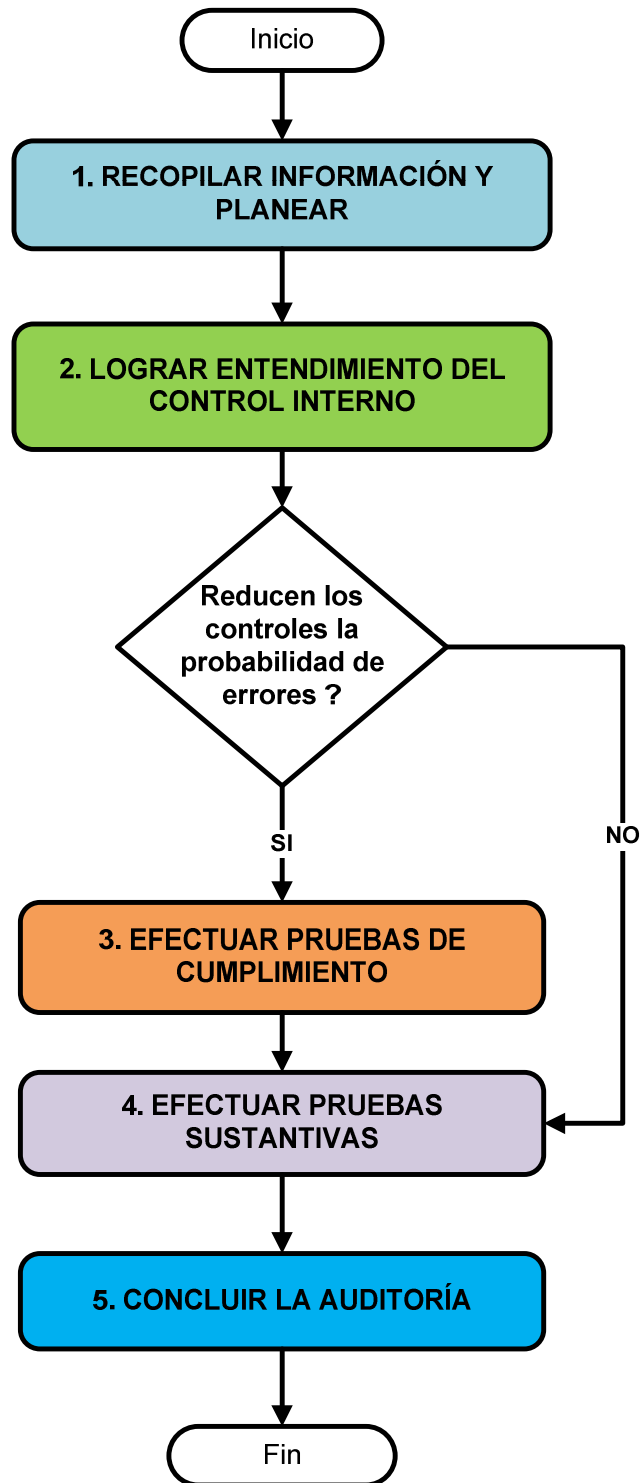 Inicio
1. RECOPILAR INFORMACIÓN Y
PLANEAR
2. LOGRAR ENTENDIMIENTO DEL
CONTROL INTERNO
Reducen los
controles la
probabilidad de
errores ?
SI
NO
3. EFECTUAR PRUEBAS DE
CUMPLIMIENTO
4. EFECTUAR PRUEBAS
SUSTANTIVAS
5. CONCLUIR LA AUDITORÍA
Fin